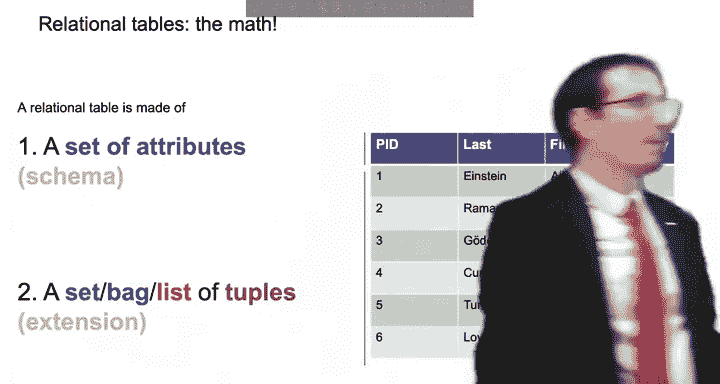 Relational tables: the math!
A relational table is made of
1. A set of attributes
(schema)
2. A set/bag/list of tuples
(extension)
PID Last
1 Einstein
2
3
4
5
6